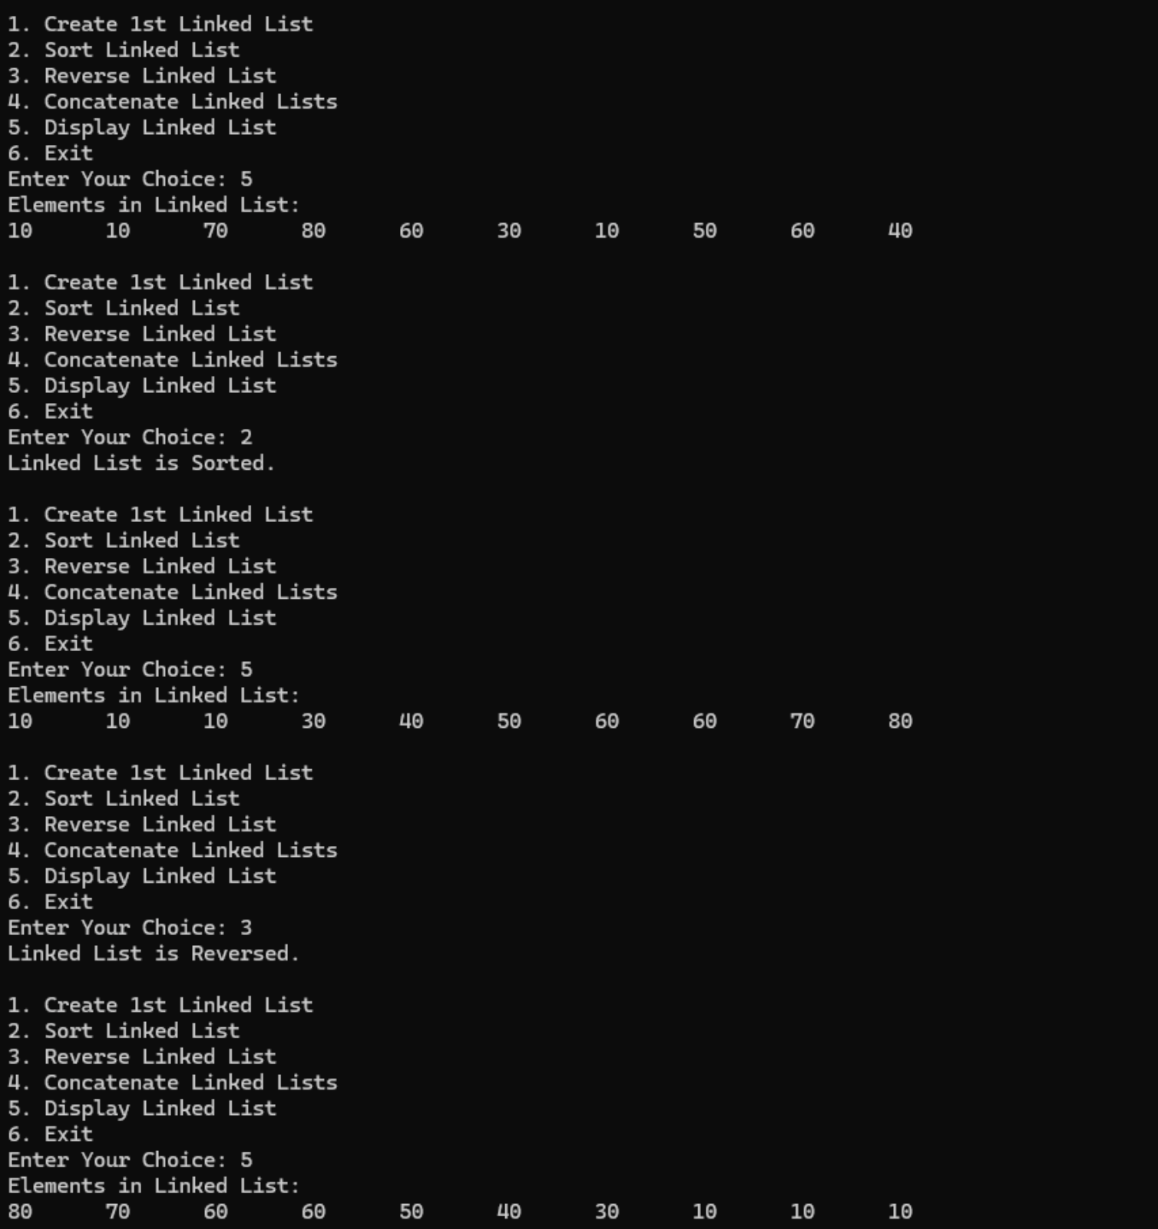 1. Create 1st Linked List
2. Sort Linked List
3. Reverse Linked List
4. Concatenate Linked Lists
5. Display Linked List
6. Exit
Enter Your Choice: 5
Elements in Linked List:
10 10 70 80 60 30 10 50 60 40
1. Create 1st Linked List
2. Sort Linked List
3. Reverse Linked List
4. Concatenate Linked Lists
5. Display Linked List
6. Exit
Enter Your Choice: 2
Linked List is Sorted.
1. Create 1st Linked List
2. Sort Linked List
3. Reverse Linked List
4. Concatenate Linked Lists
5. Display Linked List
6. Exit
Enter Your Choice: 5
Elements in Linked List:
10 10 10 30 40 50 60 60 70 80
1. Create 1st Linked List
2. Sort Linked List
3. Reverse Linked List
4. Concatenate Linked Lists
5. Display Linked List
6. Exit
Enter Your Choice: 3
Linked List is Reversed.
1. Create 1st Linked List
2. Sort Linked List
3. Reverse Linked List
4. Concatenate Linked Lists
5. Display Linked List
6. Exit
Enter Your Choice: 5
Elements in Linked List:
80 70 60 60 50 40 30 10 10 10